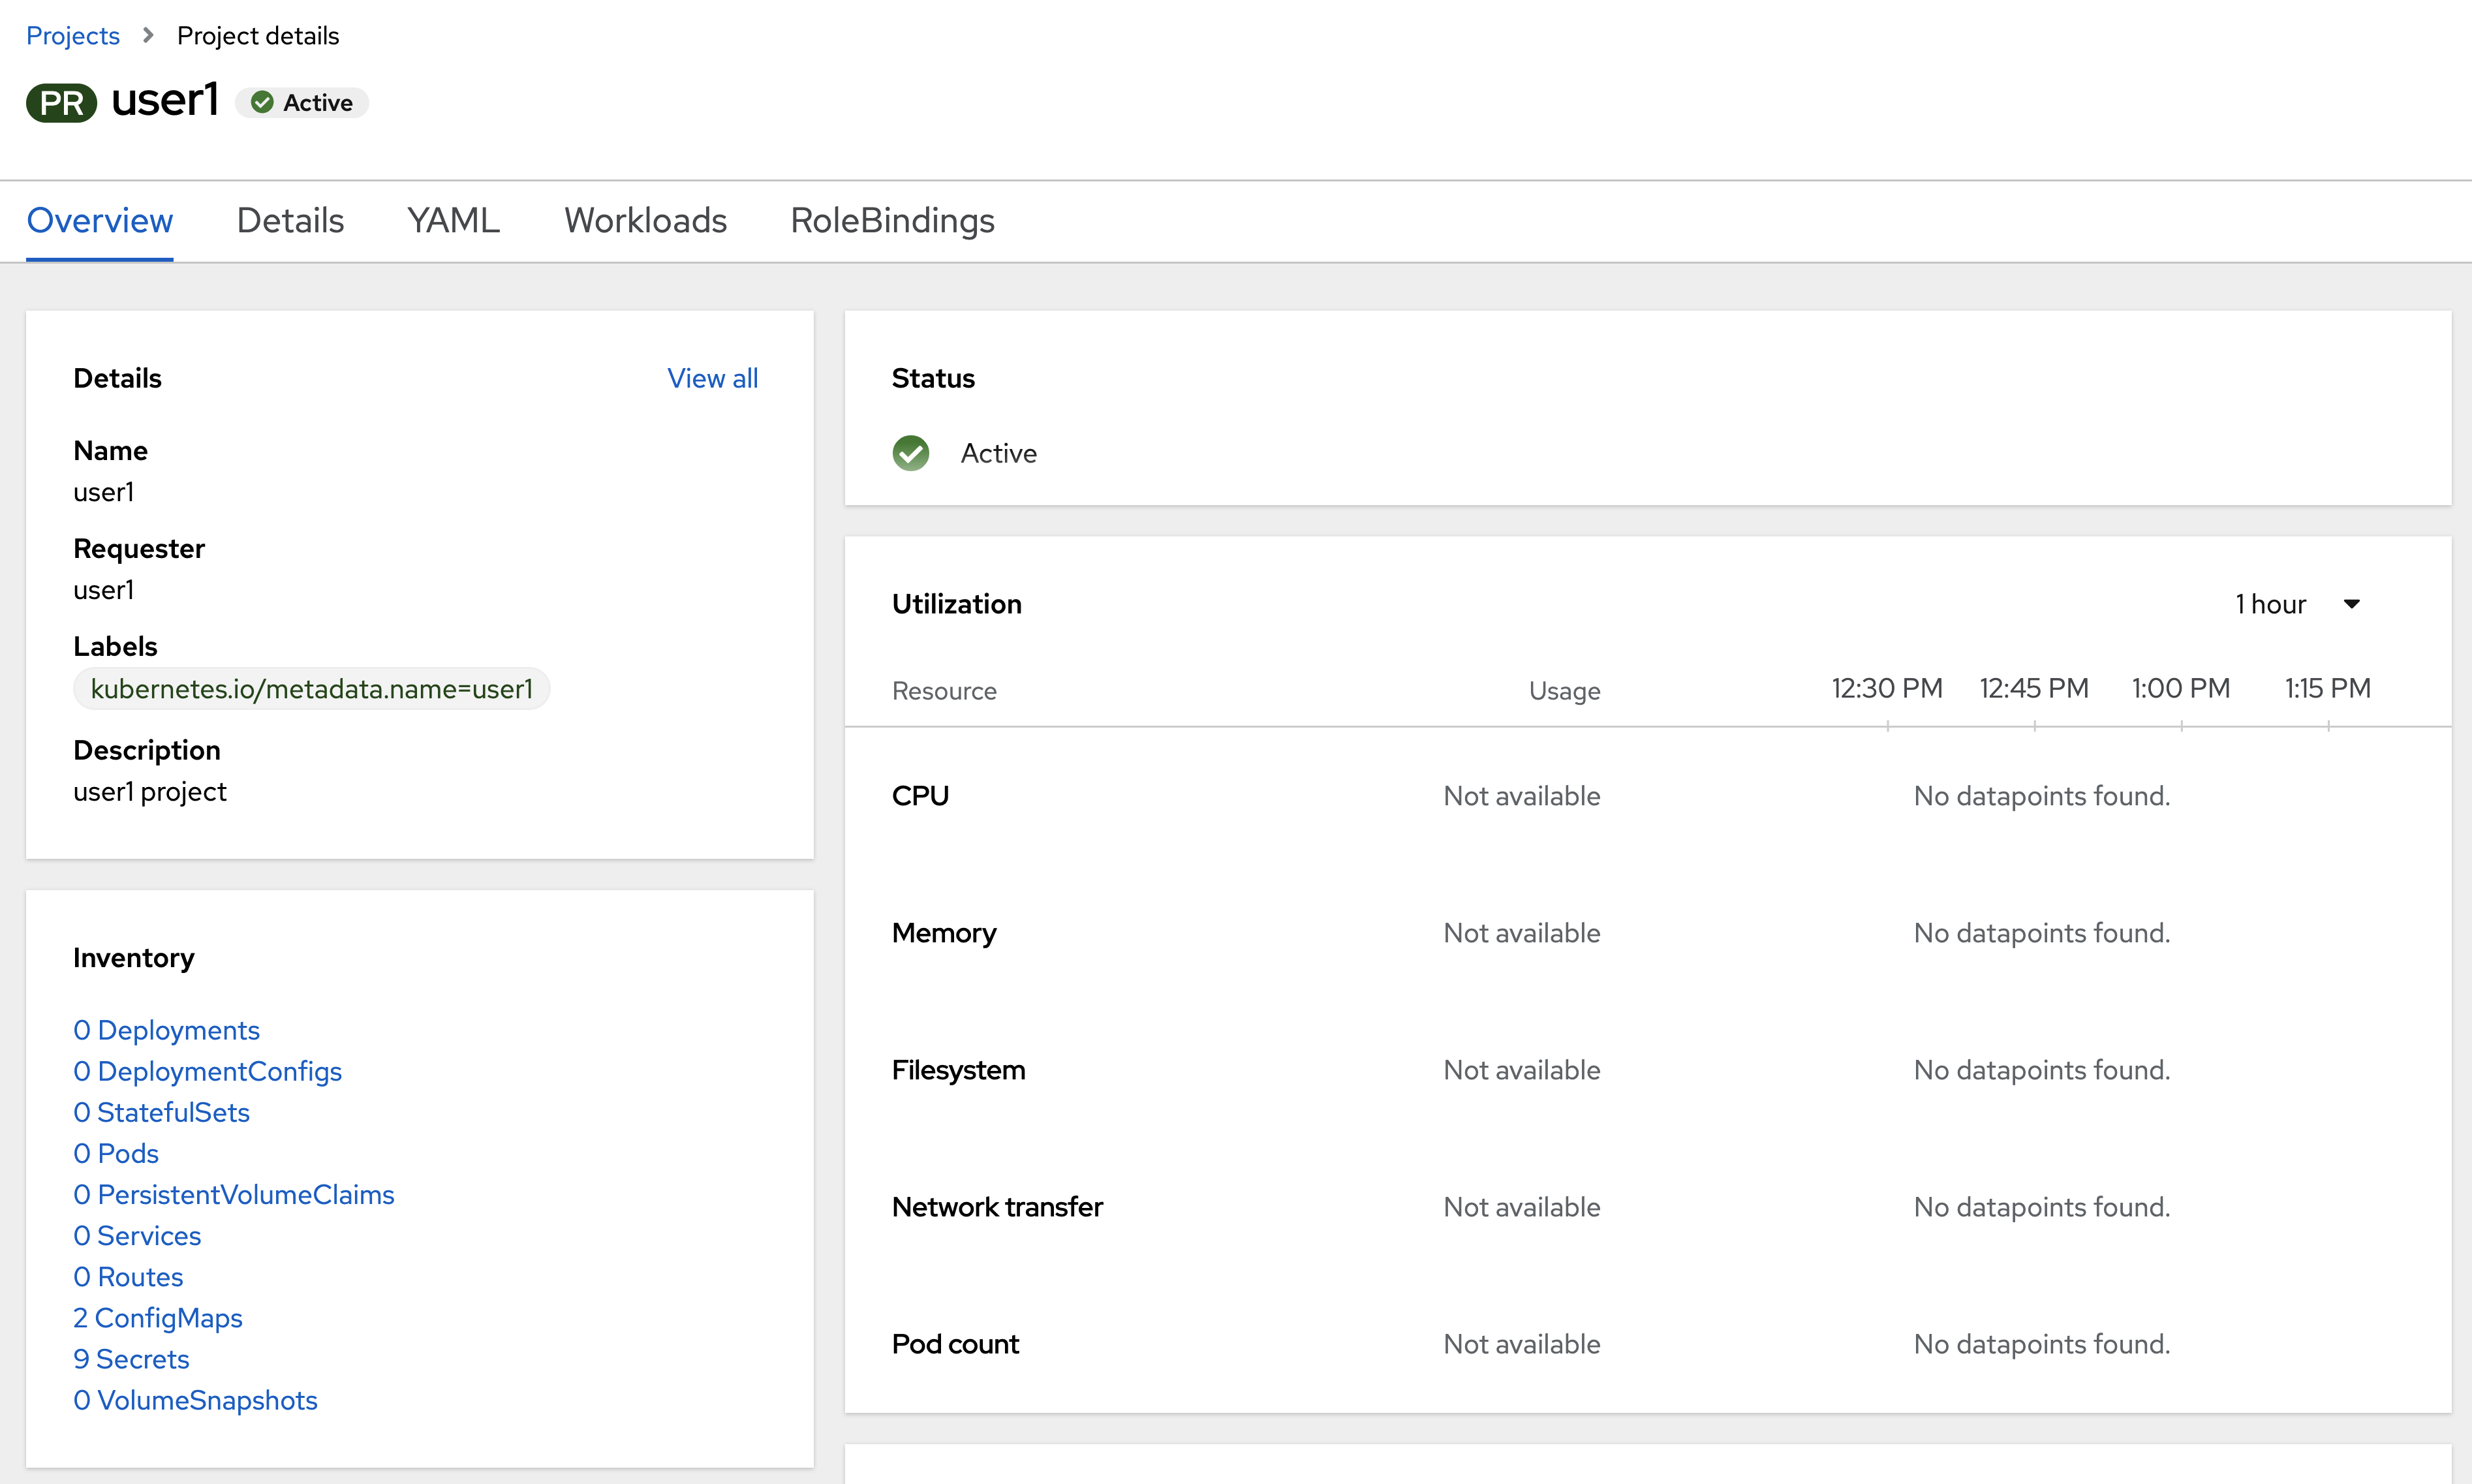 Projects > Project details
PR user1 Active
Overview Details YAML Workloads RoleBindings
Details View all
Name
user1
Requester
user1
Labels
kubernetes.io/metadata.name=user1
Description
user1 project
Inventory
0 Deployments
0 DeploymentConfigs
0 StatefulSets
0 Pods
0 PersistentVolumeClaims
0 Services
0 Routes
2 ConfigMaps
9 Secrets
0 VolumeSnapshots
Status
Active
Utilization 1 hour
Resource Usage 12:30 PM 12:45 PM 1:00 PM 1:15 PM
CPU Not available No datapoints found.
Memory Not available No datapoints found.
Filesystem Not available No datapoints found.
Network transfer Not available No datapoints found.
Pod count Not available No datapoints found.